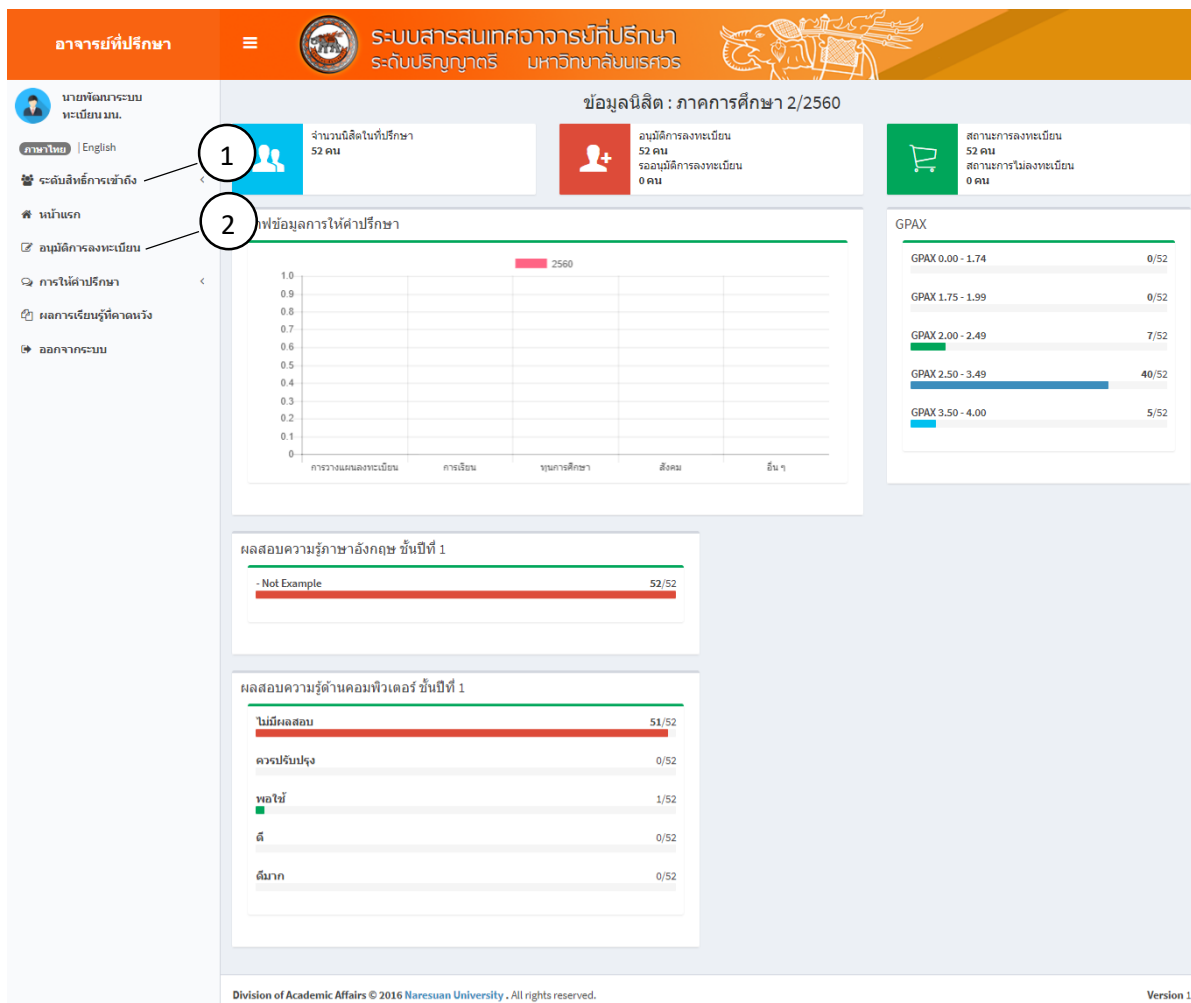 อาจารย์ที่ปรึกษา
ระบบสารสนเทศอาจารย์ที่ปรึกษา
ระดับปริญญาตรี มหาวิทยาลัยนเรศวร
นายพัฒนาระบบ
ทะเบียน มน.
ภาษาไทย | English
ระดับสิทธิ์การเข้าถึง
หน้าแรก
อนุมัติการลงทะเบียน
การให้คำปรึกษา
ผลการเรียนรู้ที่คาดหวัง
ออกจากระบบ
1
2
ข้อมูลนิสิต : ภาคการศึกษา 2/2560
จำนวนนิสิตในที่ปรึกษา
52 คน
อนุมัติการลงทะเบียน
52 คน
รออนุมัติการลงทะเบียน
0 คน
สถานะการลงทะเบียน
52 คน
สถานะการไม่ลงทะเบียน
0 คน
ฟข้อมูลการให้คำปรึกษา
2560
1.0
0.9
0.8
0.7
0.6
0.5
0.4
0.3
0.2
0.1
0
การวางแผนลงทะเบียน การเรียน ทุนการศึกษา สังคม อื่น ๆ
GPAX
GPAX 0.00 - 1.74 0/52
GPAX 1.75 - 1.99 0/52
GPAX 2.00 - 2.49 7/52
GPAX 2.50 - 3.49 40/52
GPAX 3.50 - 4.00 5/52
ผลสอบความรู้ภาษาอังกฤษ ชั้นปีที่ 1
- Not Example 52/52
ผลสอบความรู้ด้านคอมพิวเตอร์ ชั้นปีที่ 1
ไม่มีผลสอบ 51/52
ควรปรับปรุง 0/52
พอใช้ 1/52
ดี 0/52
ดีมาก 0/52
Division of Academic Affairs © 2016 Naresuan University . All rights reserved.
Version 1